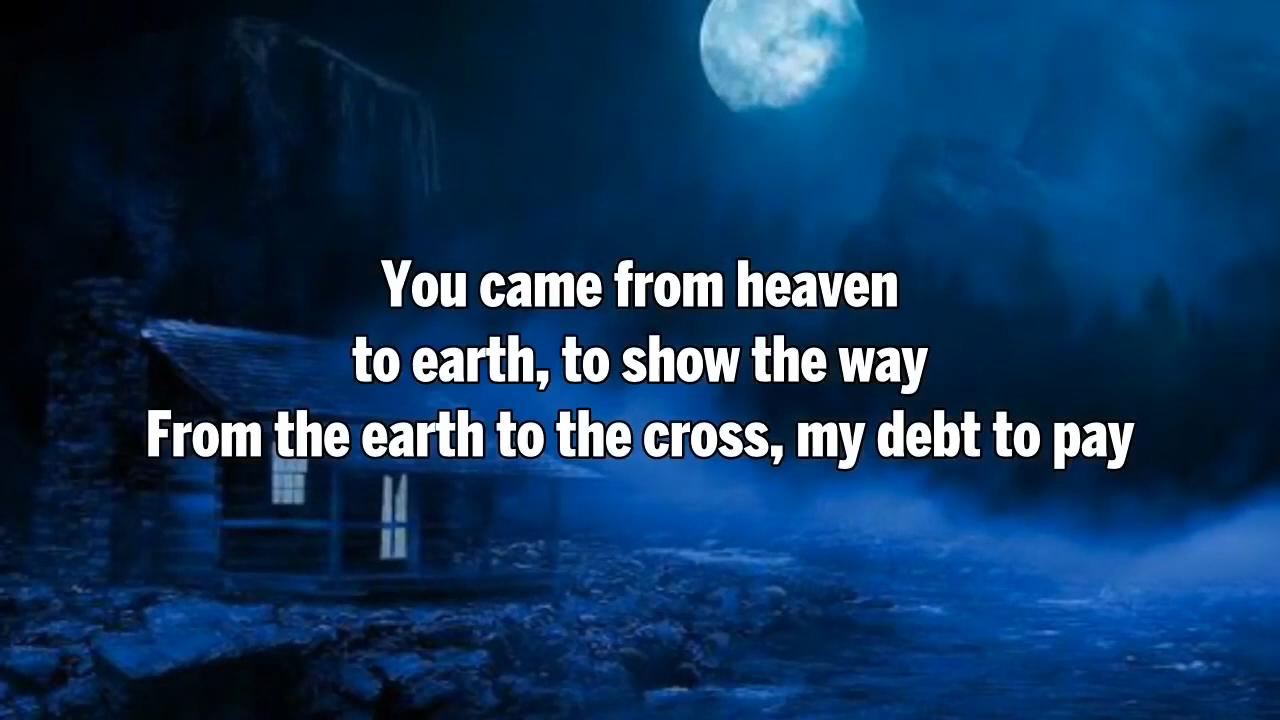 You came from heaven
to earth, to show the way
From the earth to the cross, my debt to pay